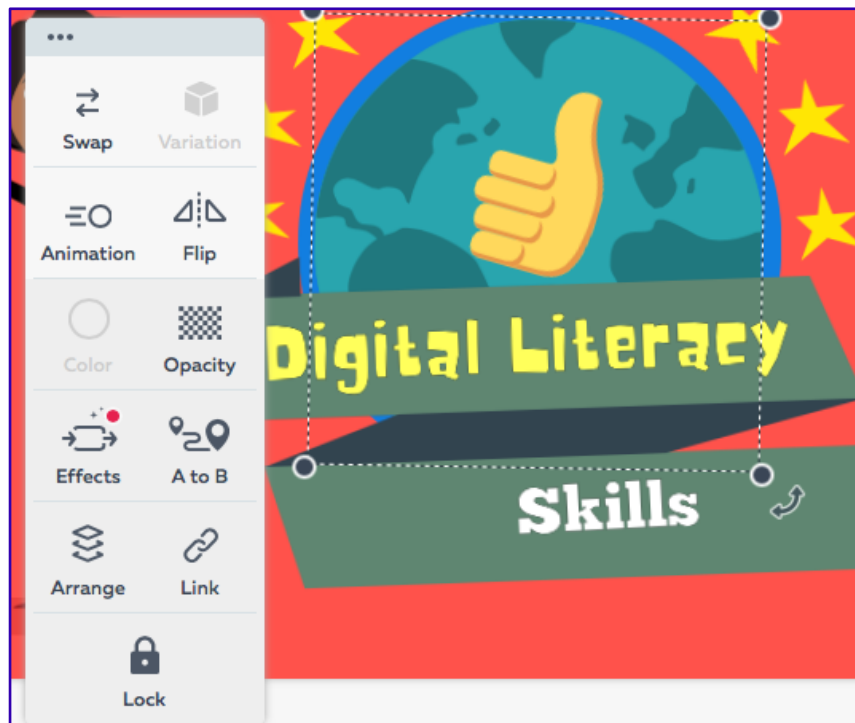 Swap Variation
Animation Flip
Color Opacity
Effects A to B
Arrange Link
Lock
Digital Literacy
Skills